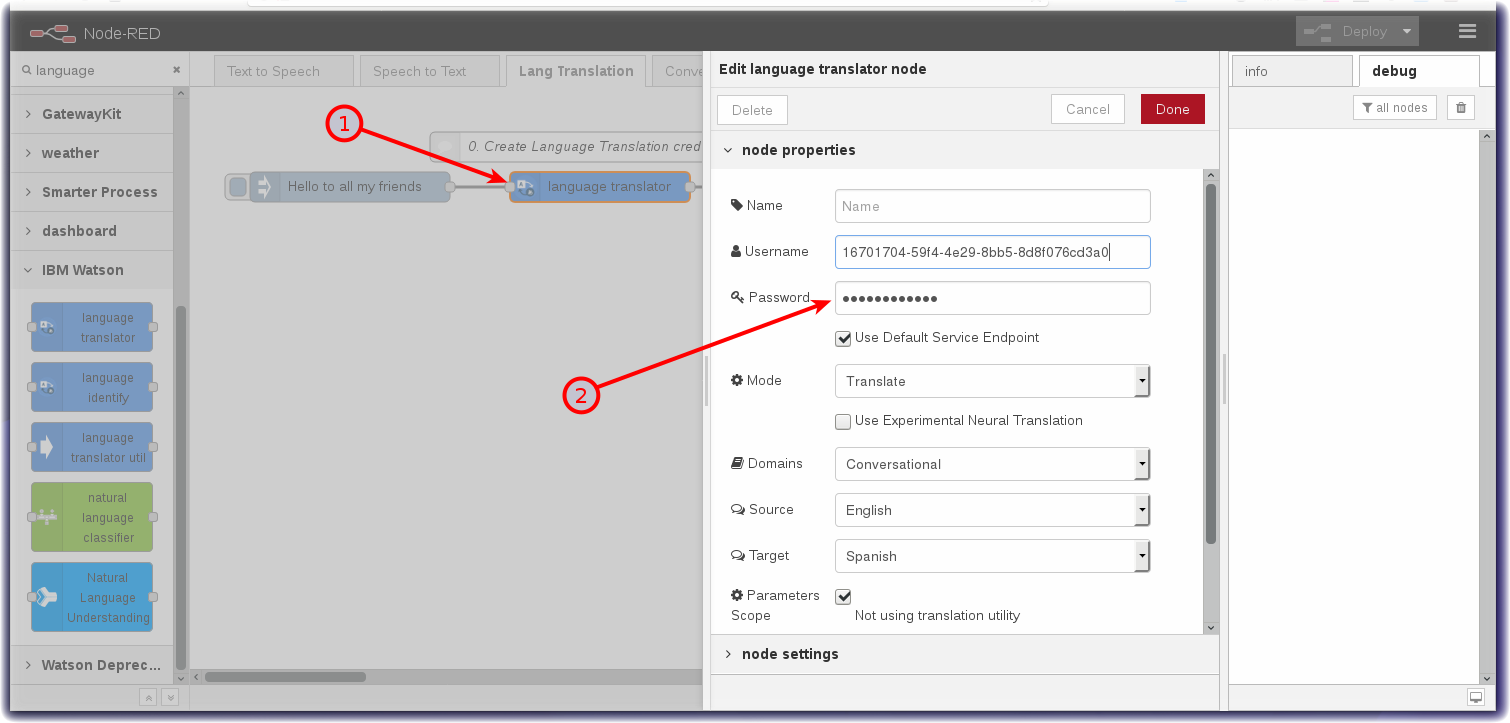 Node-RED
Deploy
language
Text to Speech
Speech to Text
Lang Translation
Conve
GatewayKit
weather
Smarter Process
dashboard
IBM Watson
language
translator
language
identify
language
translator util
natural
language
classifier
Natural
Language
Understanding
Watson Deprec...
1
0. Create Language Translation cred
Hello to all my friends
language translator
2
Edit language translator node
Delete
Cancel
Done
node properties
Name
Name
Username
16701704-59f4-4e29-8bb5-8d8f076cd3a0
Password
••••••••••••
Use Default Service Endpoint
Mode
Translate
Use Experimental Neural Translation
Domains
Conversational
Source
English
Target
Spanish
Parameters
Scope
Not using translation utility
node settings
info
debug
all nodes